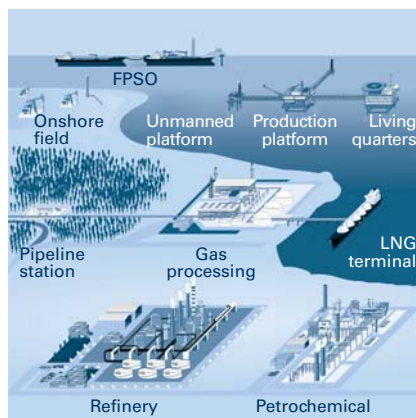 FPSO
Onshore
field
Unmanned
platform
Production
platform
Living
quarters
Pipeline
station
Gas
processing
LNG
terminal
Refinery
Petrochemical